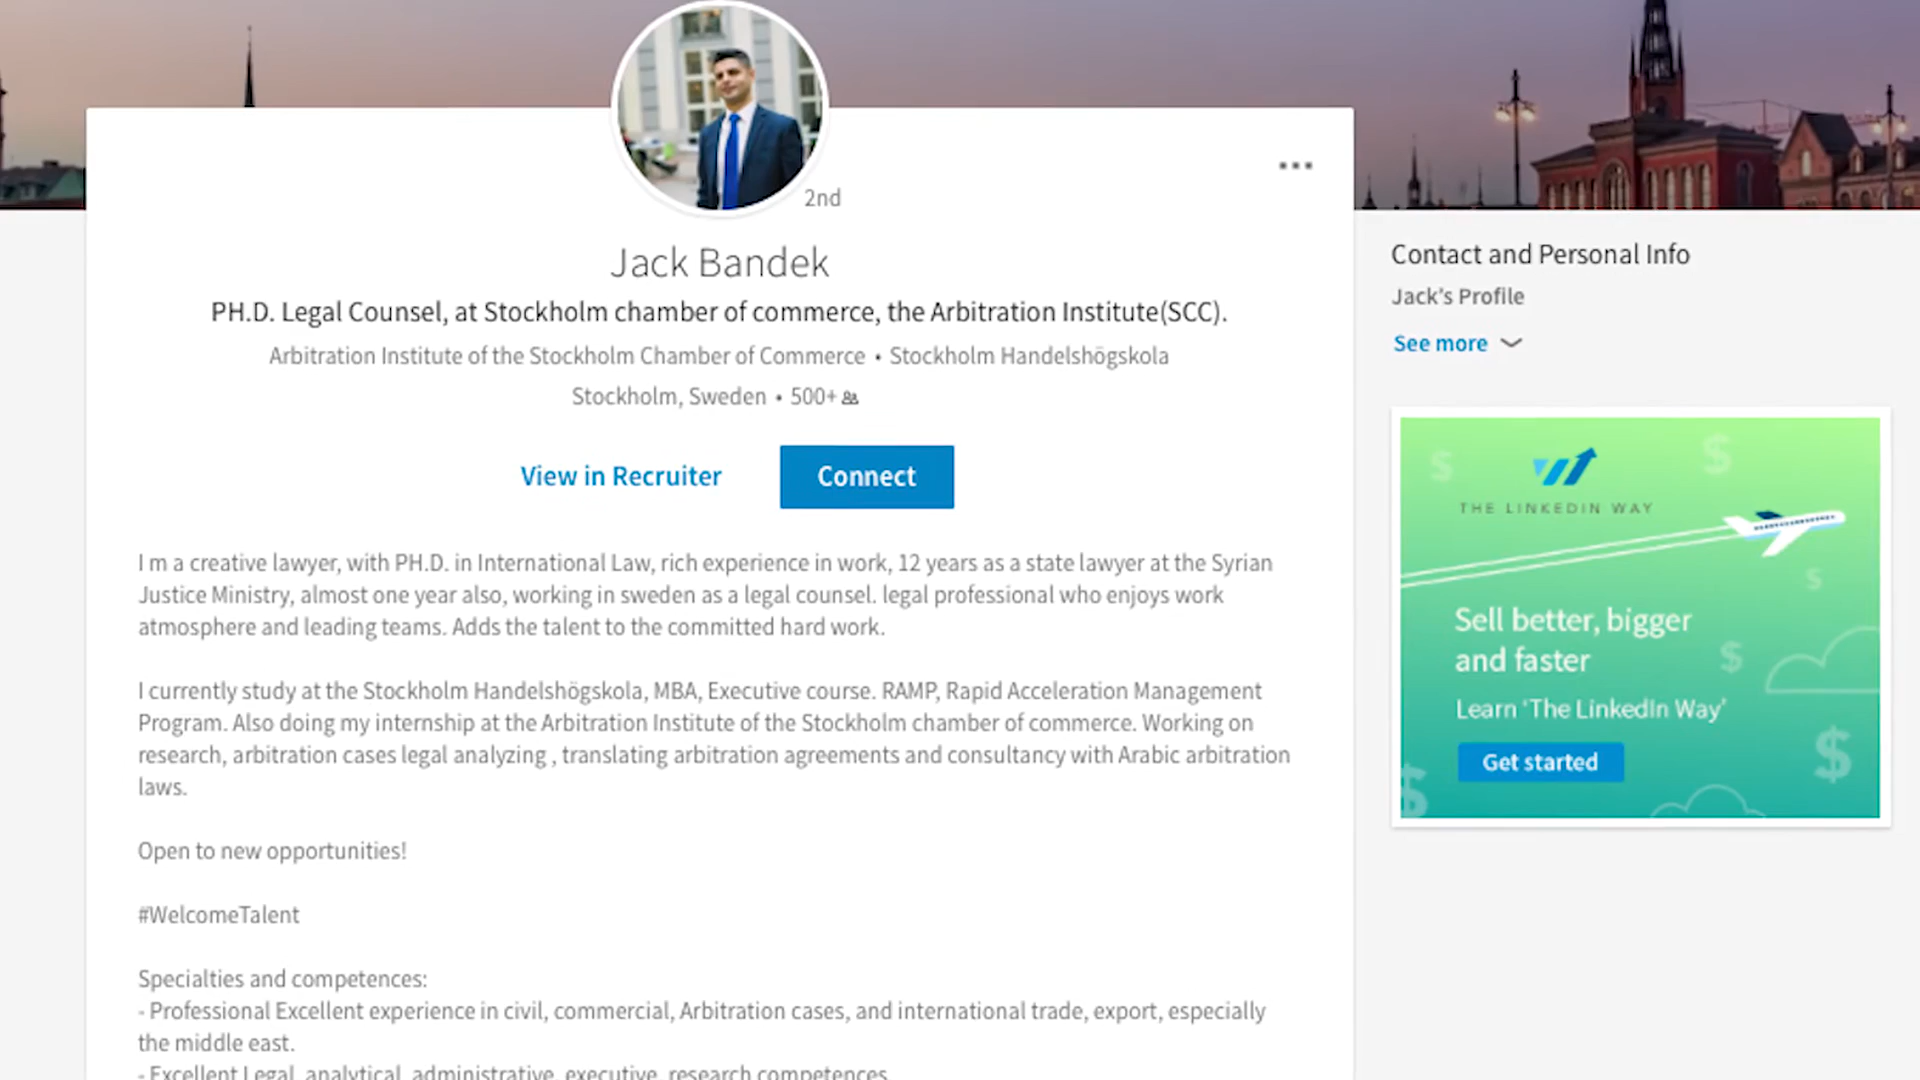 2nd
Jack Bandek
PH.D. Legal Counsel, at Stockholm chamber of commerce, the Arbitration Institute(SCC).
Arbitration Institute of the Stockholm Chamber of Commerce • Stockholm Handelshögskola
Stockholm, Sweden • 500+
View in Recruiter
Connect
I m a creative lawyer, with PH.D. in International Law, rich experience in work, 12 years as a state lawyer at the Syrian
Justice Ministry, almost one year also, working in sweden as a legal counsel. legal professional who enjoys work
atmosphere and leading teams. Adds the talent to the committed hard work.
I currently study at the Stockholm Handelshögskola, MBA, Executive course. RAMP, Rapid Acceleration Management
Program. Also doing my internship at the Arbitration Institute of the Stockholm chamber of commerce. Working on
research, arbitration cases legal analyzing , translating arbitration agreements and consultancy with Arabic arbitration
laws.
Open to new opportunities!
#WelcomeTalent
Specialties and competences:
- Professional Excellent experience in civil, commercial, Arbitration cases, and international trade, export, especially
the middle east.
- Excellent Legal, analytical, administrative, executive, research competences
Contact and Personal Info
Jack’s Profile
See more
THE LINKEDIN WAY
Sell better, bigger
and faster
Learn ‘The LinkedIn Way’
Get started